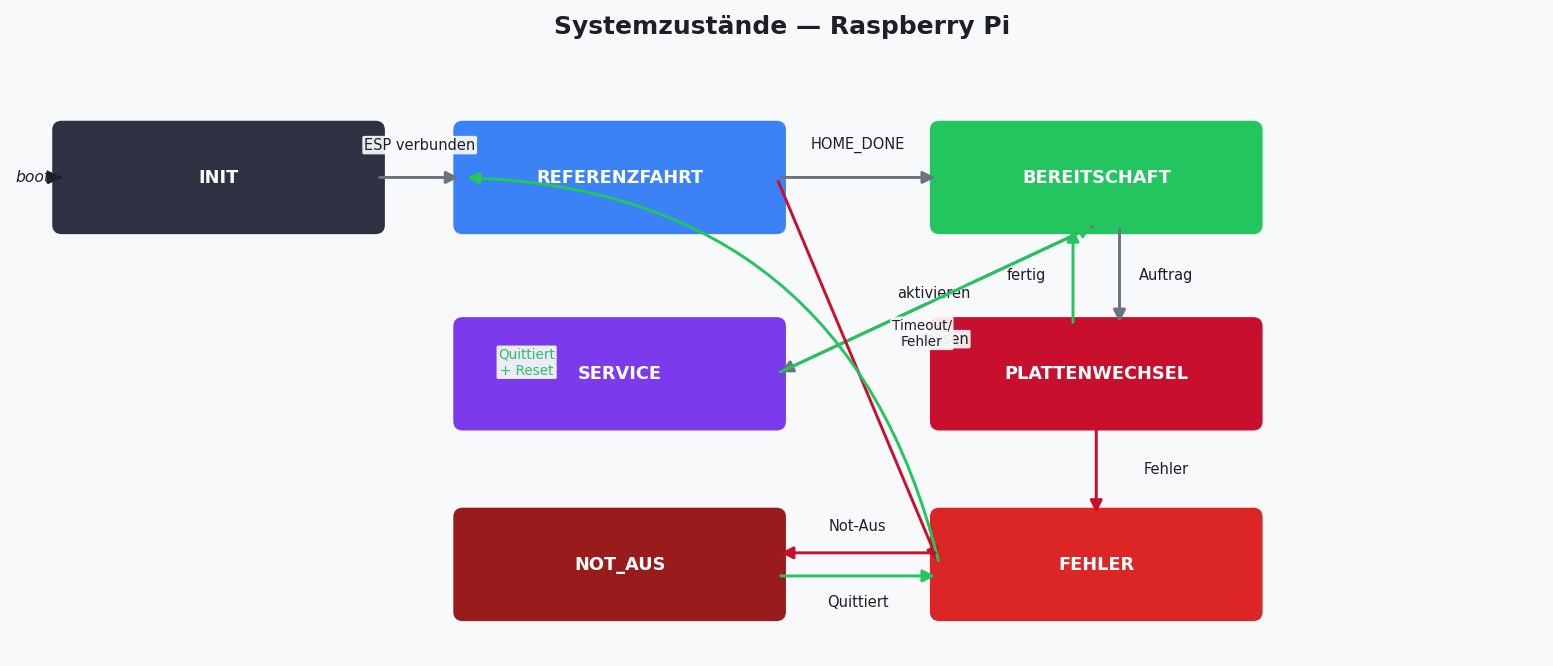 Systemzustände — Raspberry Pi
ESP verbunden
HOME_DONE
boot
INIT
REFERENZFAHRT
BEREITSCHAFT
fertig
Auftrag
aktivieren
Timeout/
Fehler
Quittiert
+ Reset
SERVICE
PLATTENWECHSEL
Fehler
Not-Aus
NOT_AUS
FEHLER
Quittiert